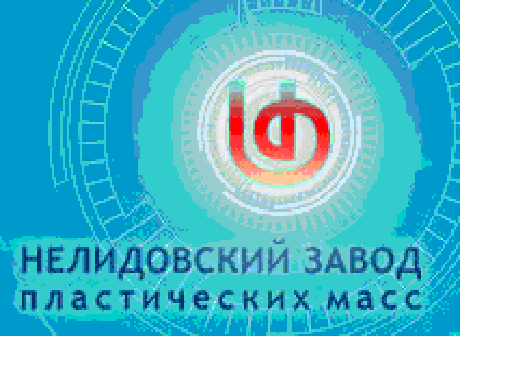 НЕЛИДОВСКИЙ ЗАВОД
пластических масс